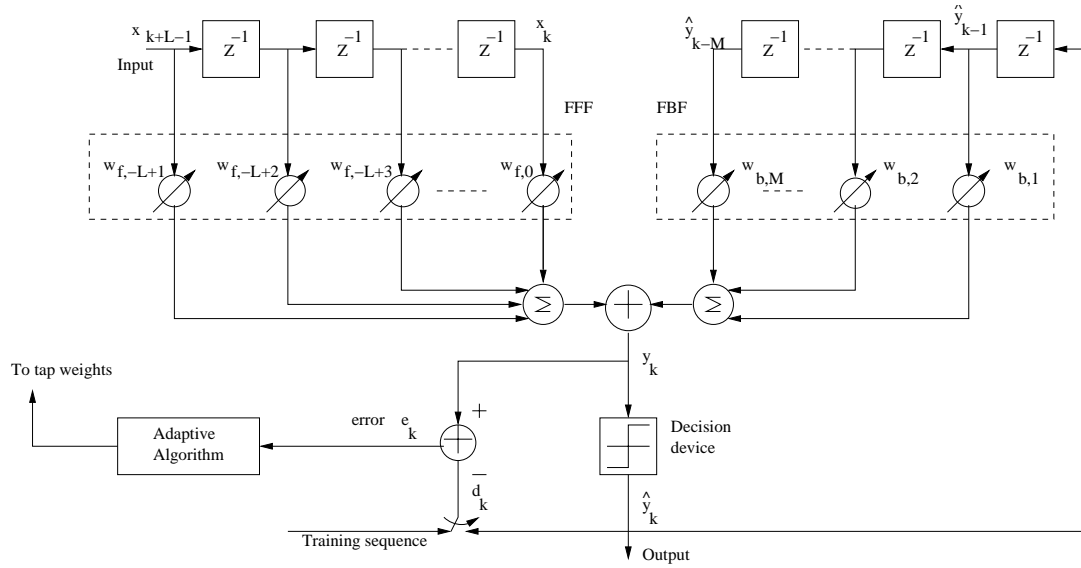 x k+L−1
Input
Z −1
Z −1
Z −1
x k
ŷ k−M
Z −1
Z −1
ŷ k−1
Z −1
FFF
FBF
w f,−L+1
w f,−L+2
w f,−L+3
w f,0
w b,M
w b,2
w b,1
Σ
+
Σ
y k
To tap weights
Adaptive
Algorithm
error e k
+
+
−
d k
Decision
device
ŷ k
Training sequence
Output